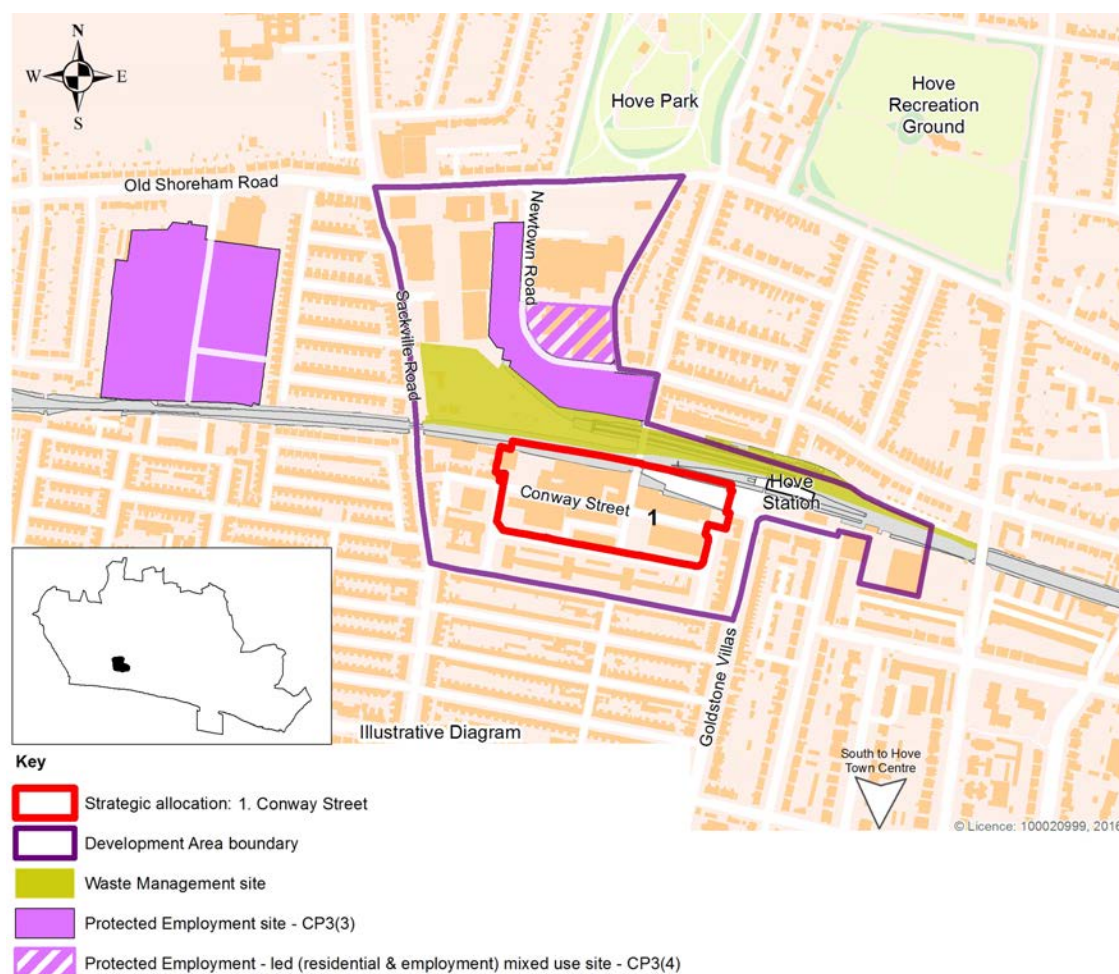 N
W
E
S
Hove Park
Hove
Recreation
Ground
Old Shoreham Road
Newtown Road
Sackville Road
Hove
Station
Conway Street
1
Goldstone Villas
Illustrative Diagram
South to Hove
Town Centre
© Licence: 100020999, 2016
Key
Strategic allocation: 1. Conway Street
Development Area boundary
Waste Management site
Protected Employment site - CP3(3)
Protected Employment - led (residential & employment) mixed use site - CP3(4)